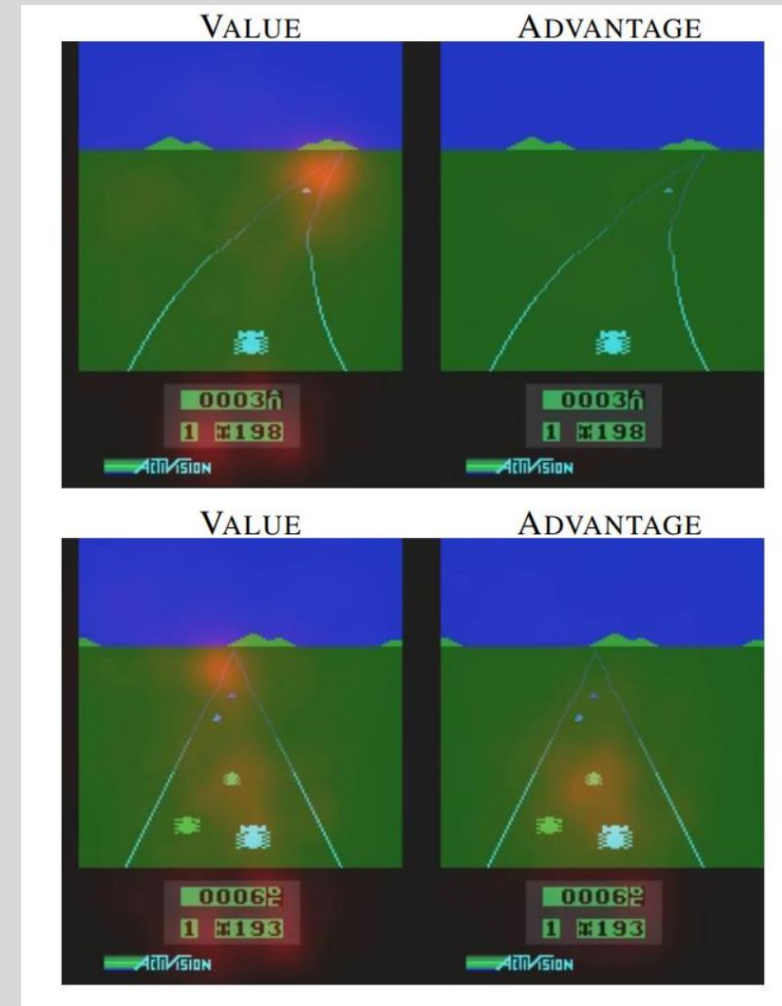 VALUE ADVANTAGE
0003 0003
1 198 1 198
ACTIVISION ACTIVISION
VALUE ADVANTAGE
0006 0006
1 193 1 193
ACTIVISION ACTIVISION